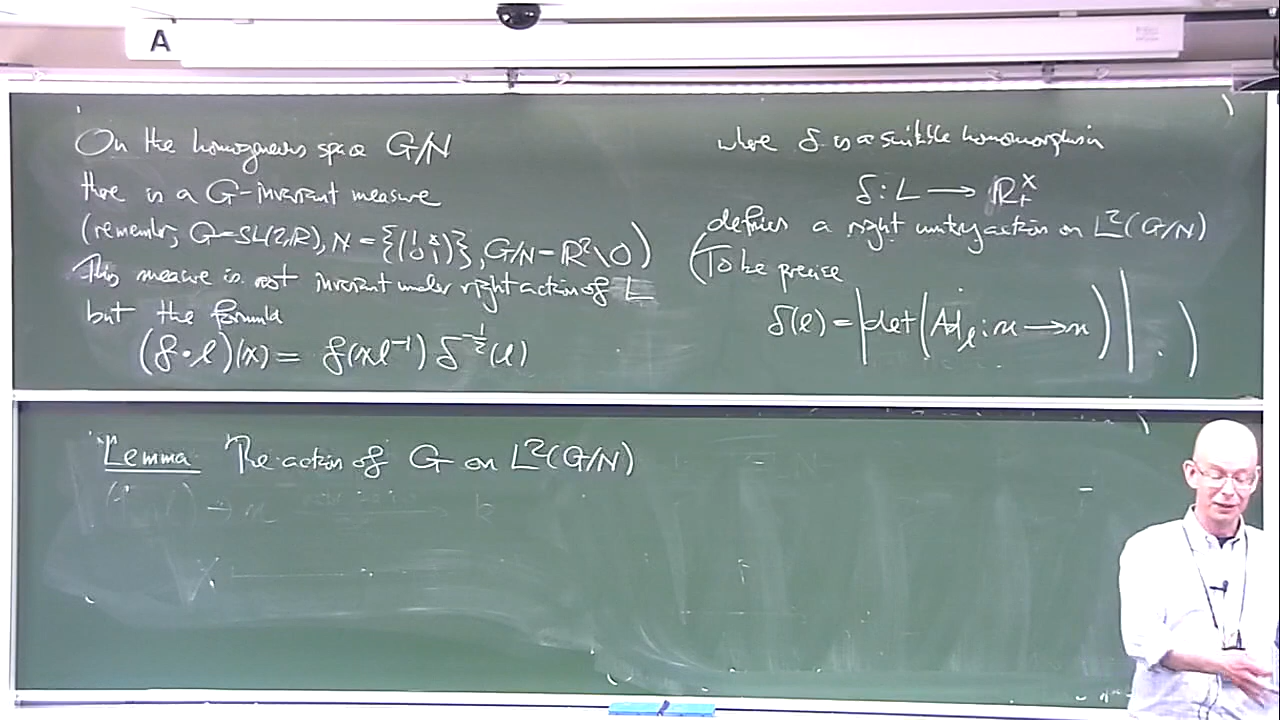 A
On the homogeneous space G/N
there is a G-invariant measure
(remember, G=SL(2,R), N = {(1 x / 0 1)}, G/N = ℝ²\0)
This measure is not invariant under right action of L
but the formula
(f·l)(x) = f(xl⁻¹) δ^{-1/2}(l)
where δ is a suitable homomorphism
δ: L → ℝ₊ˣ
defines a right unitary action on L²(G/N)
(To be precise
δ(l) = |det(Ad_l: n → n)|.)
Lemma The action of G on L²(G/N)